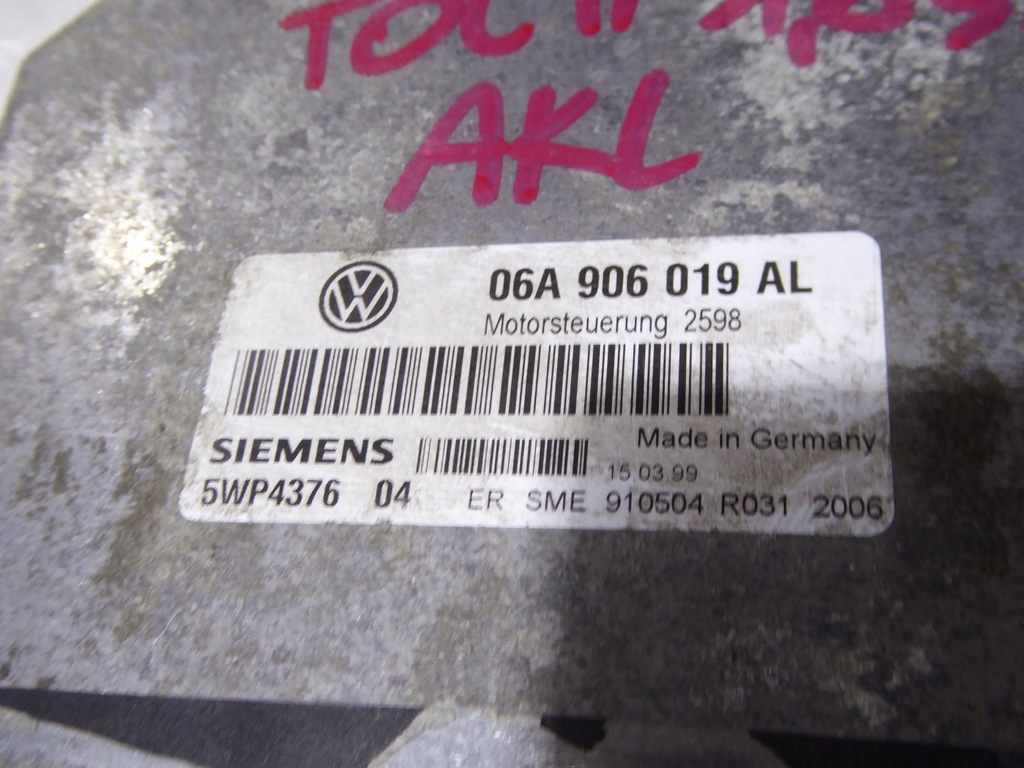 AKL
06A 906 019 AL
Motorsteuerung 2598
Made in Germany
SIEMENS
15.03.99
5WP4376 04 ER SME 910504 R031 2006